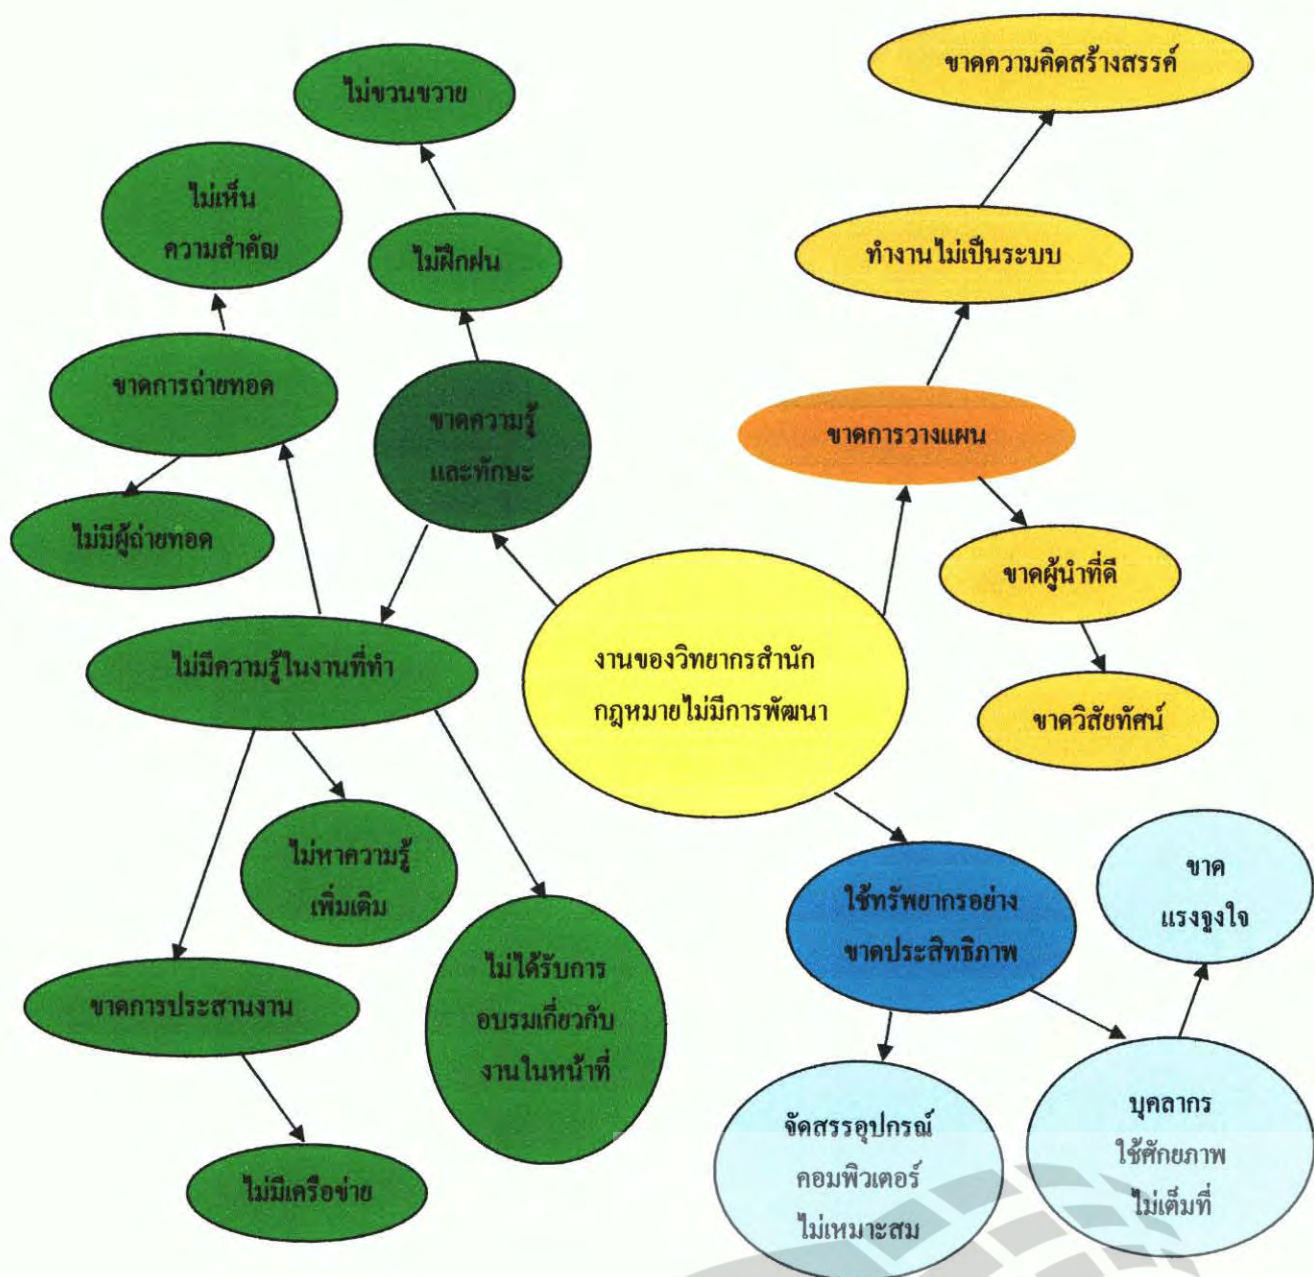 ขาดความคิดสร้างสรรค์
ไม่ขวนขวาย
ไม่เห็น
ความสำคัญ
ไม่ฝึกฝน
ทำงานไม่เป็นระบบ
ขาดการถ่ายทอด
ขาดความรู้
และทักษะ
ขาดการวางแผน
ไม่มีผู้ถ่ายทอด
ขาดผู้นำที่ดี
ไม่มีความรู้ในงานที่ทำ
งานของวิทยากรสำนัก
กฎหมายไม่มีการพัฒนา
ขาดวิสัยทัศน์
ไม่หาความรู้
เพิ่มเติม
ใช้ทรัพยากรอย่าง
ขาดประสิทธิภาพ
ขาด
แรงจูงใจ
ขาดการประสานงาน
ไม่ได้รับการ
อบรมเกี่ยวกับ
งานในหน้าที่
จัดสรรอุปกรณ์
คอมพิวเตอร์
ไม่เหมาะสม
บุคลากร
ใช้ศักยภาพ
ไม่เต็มที่
ไม่มีเครือข่าย